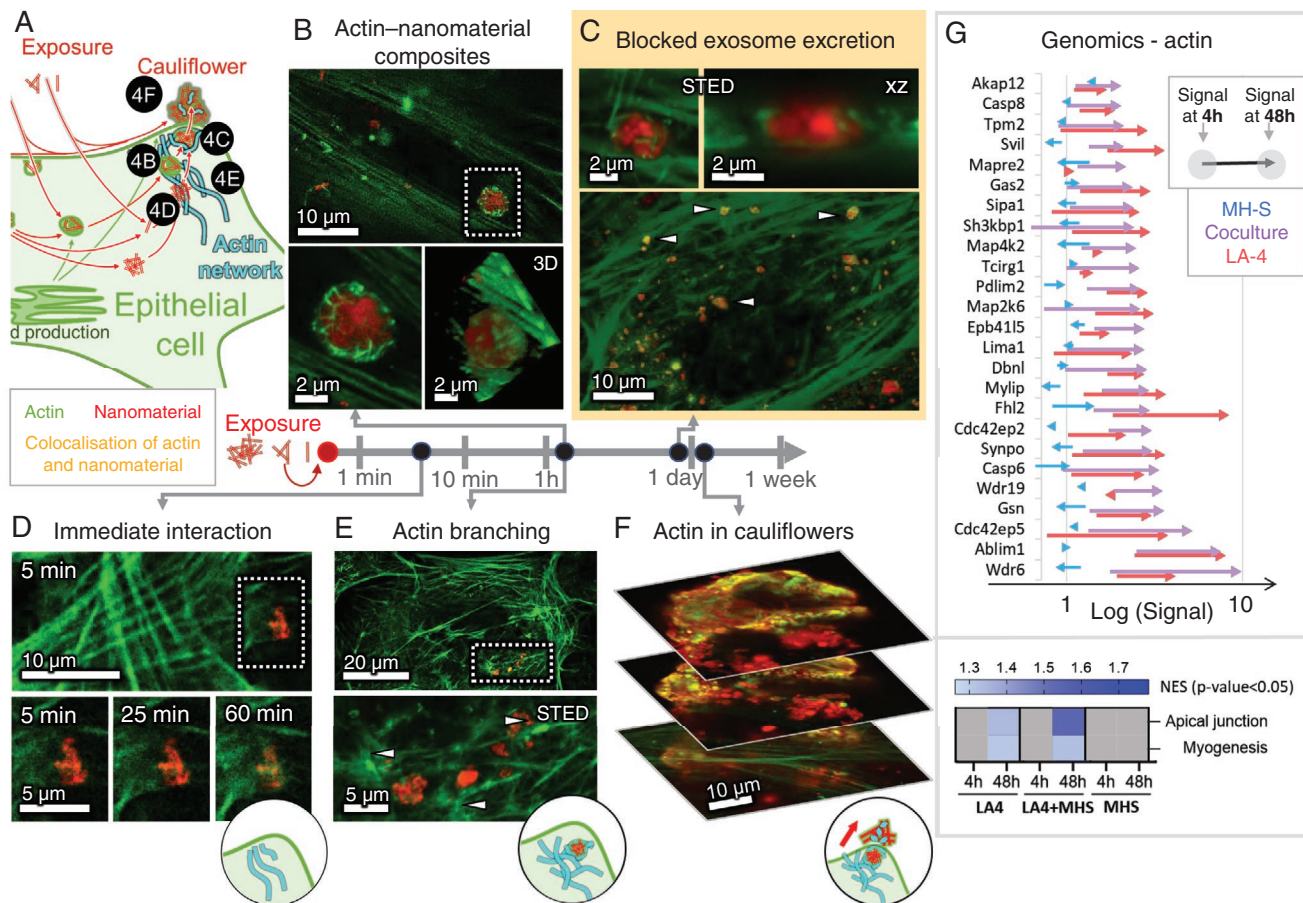 A
Exposure
Cauliflower
4F
4C
4B
4E
4D
Actin
network
Epithelial
cell
d production
Actin
Nanomaterial
Colocalisation of actin
and nanomaterial
B
Actin–nanomaterial
composites
10 µm
2 µm
3D
2 µm
C
Blocked exosome excretion
STED
xz
2 µm
2 µm
10 µm
Exposure
1 min
10 min
1h
1 day
1 week
D
Immediate interaction
5 min
10 µm
5 min
25 min
60 min
5 µm
E
Actin branching
20 µm
STED
5 µm
F
Actin in cauliflowers
10 µm
G
Genomics - actin
Akap12
Casp8
Tpm2
Svil
Mapre2
Gas2
Sipa1
Sh3kbp1
Map4k2
Tcirg1
Pdlim2
Map2k6
Epb41l5
Lima1
Dbnl
Mylip
Fhl2
Cdc42ep2
Synpo
Casp6
Wdr19
Gsn
Cdc42ep5
Ablim1
Wdr6
Signal at 4h
Signal at 48h
MH-S
Coculture
LA-4
1
10
Log (Signal)
1.3 1.4 1.5 1.6 1.7
NES (p-value<0.05)
Apical junction
Myogenesis
4h 48h 4h 48h 4h 48h
LA4 LA4+MHS MHS